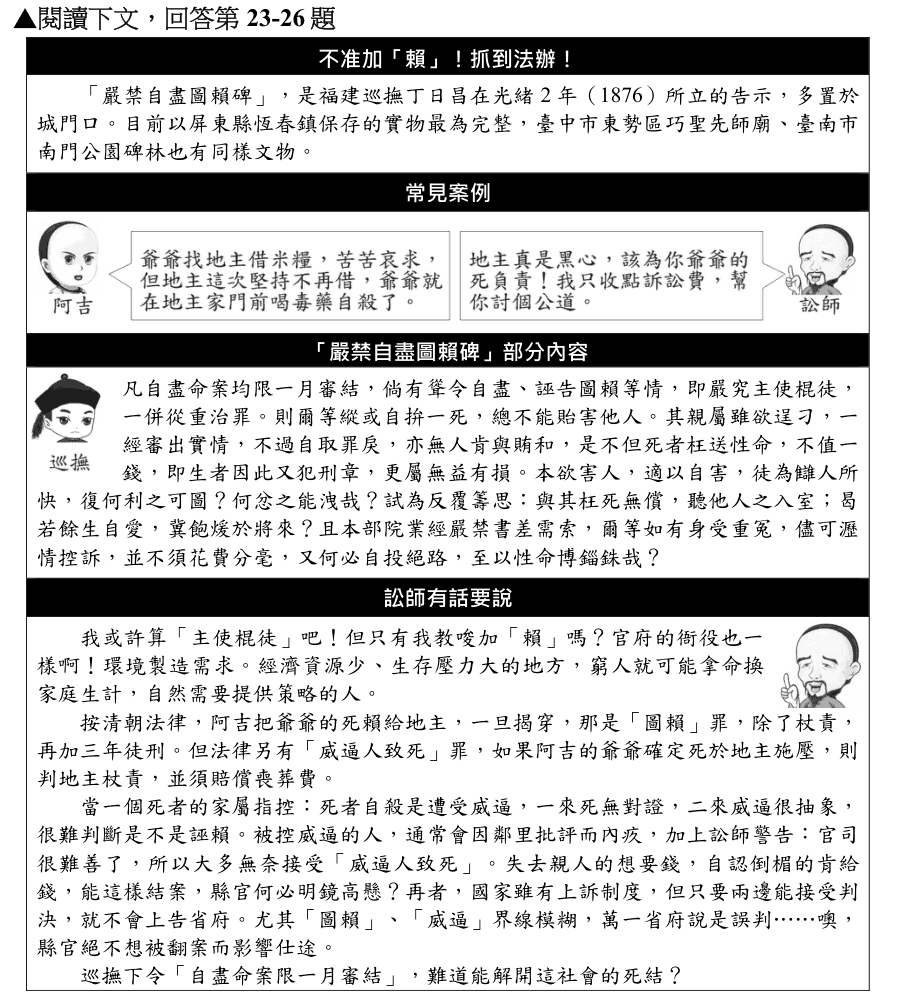 ▲閱讀下文，回答第 23-26 題
不准加「賴」！抓到法辦！
「嚴禁自盡圖賴碑」，是福建巡撫丁日昌在光緒 2 年（1876）所立的告示，多置於
城門口。目前以屏東縣恆春鎮保存的實物最為完整，臺中市東勢區巧聖先師廟、臺南市
南門公園碑林也有同樣文物。
常見案例
爺爺找地主借米糧，苦苦哀求，
但地主這次堅持不再借，爺爺就
在地主家門前喝毒藥自殺了。
阿吉
地主真是黑心，該為你爺爺的
死負責！我只收點訴訟費，幫
你討個公道。
訟師
「嚴禁自盡圖賴碑」部分內容
凡自盡命案均限一月審結，倘有聳令自盡、誣告圖賴等情，即嚴究主使棍徒，
一併從重治罪。則爾等縱或自拚一死，總不能貽害他人。其親屬雖欲逞刁，一
經審出實情，不過自取罪戾，亦無人肯與賄和，是不但死者枉送性命，不值一
錢，即生者因此又犯刑章，更屬無益有損。本欲害人，適以自害，徒為讎人所
快，復何利之可圖？何忿之能洩哉？試為反覆籌思：與其枉死無償，聽他人之入室；曷
若餘生自愛，冀飽煖於將來？且本部院業經嚴禁書差需索，爾等如有身受重冤，儘可瀝
情控訴，並不須花費分毫，又何必自投絕路，至以性命博錙銖哉？
巡撫
訟師有話要說
我或許算「主使棍徒」吧！但只有我教唆加「賴」嗎？官府的衙役也一
樣啊！環境製造需求。經濟資源少、生存壓力大的地方，窮人就可能拿命換
家庭生計，自然需要提供策略的人。
按清朝法律，阿吉把爺爺的死賴給地主，一旦揭穿，那是「圖賴」罪，除了杖責，
再加三年徒刑。但法律另有「威逼人致死」罪，如果阿吉的爺爺確定死於地主施壓，則
判地主杖責，並須賠償喪葬費。
當一個死者的家屬指控：死者自殺是遭受威逼，一來死無對證，二來威逼很抽象，
很難判斷是不是誣賴。被控威逼的人，通常會因鄰里批評而內疚，加上訟師警告：官司
很難善了，所以大多無奈接受「威逼人致死」。失去親人的想要錢，自認倒楣的肯給
錢，能這樣結案，縣官何必明鏡高懸？再者，國家雖有上訴制度，但只要兩邊能接受判
決，就不會上告省府。尤其「圖賴」、「威逼」界線模糊，萬一省府說是誤判……噢，
縣官絕不想被翻案而影響仕途。
巡撫下令「自盡命案限一月審結」，難道能解開這社會的死結？